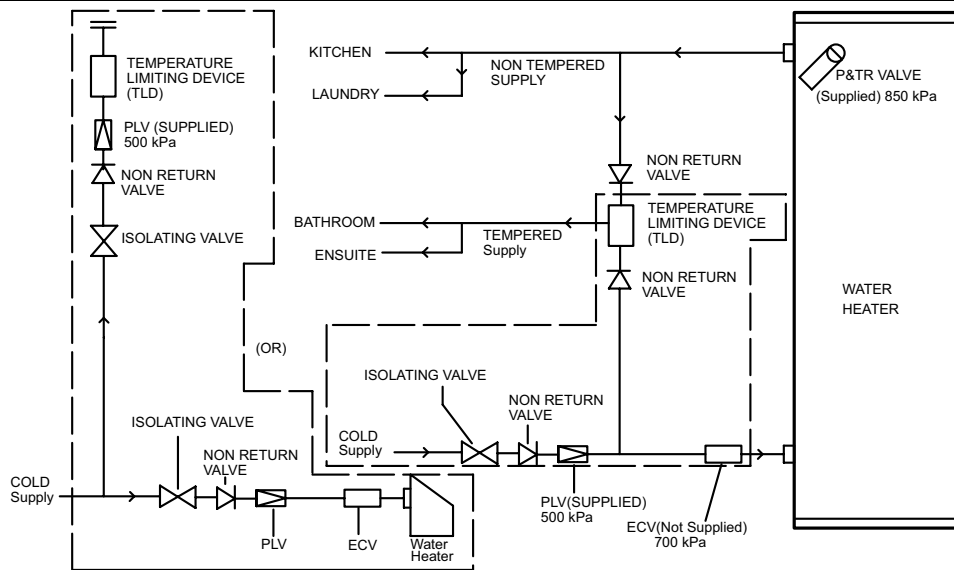 TEMPERATURE
LIMITING DEVICE
(TLD)
PLV (SUPPLIED)
500 kPa
NON RETURN
VALVE
ISOLATING VALVE
(OR)
ISOLATING VALVE
NON RETURN
VALVE
COLD
Supply
PLV
ECV
Water
Heater
KITCHEN
LAUNDRY
NON TEMPERED
SUPPLY
NON RETURN
VALVE
BATHROOM
ENSUITE
TEMPERED
Supply
TEMPERATURE
LIMITING DEVICE
(TLD)
NON RETURN
VALVE
ISOLATING VALVE
NON RETURN
VALVE
COLD
Supply
PLV(SUPPLIED)
500 kPa
ECV(Not Supplied)
700 kPa
P&TR VALVE
(Supplied) 850 kPa
WATER
HEATER